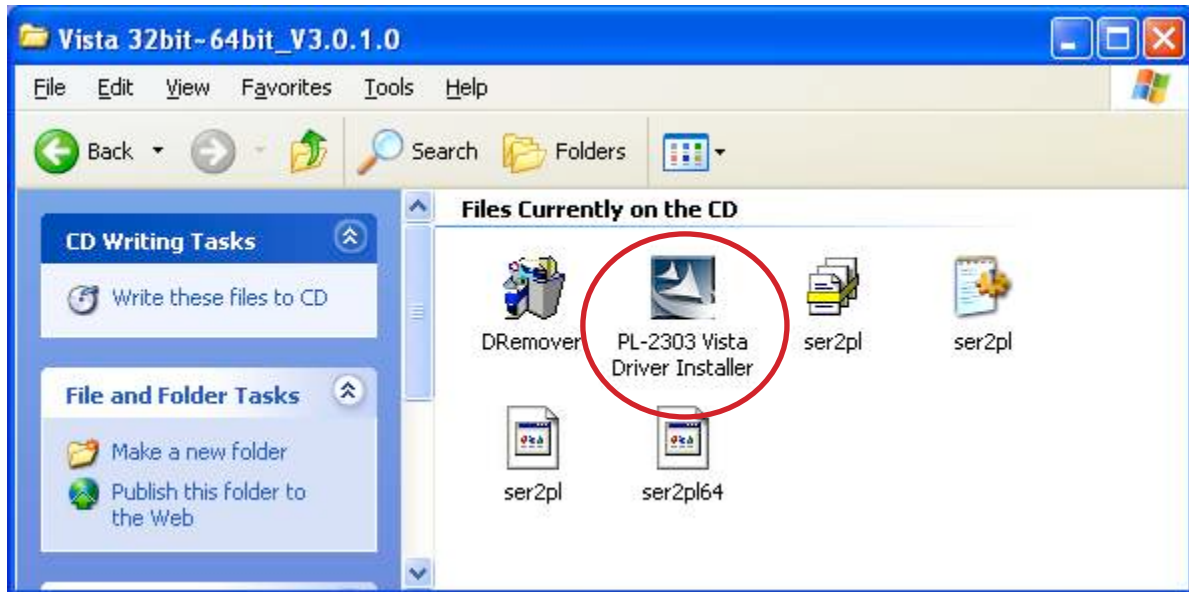 Vista 32bit~64bit_V3.0.1.0
File Edit View Favorites Tools Help
Back Search Folders
CD Writing Tasks
Write these files to CD
File and Folder Tasks
Make a new folder
Publish this folder to
the Web
Files Currently on the CD
DRemover
PL-2303 Vista
Driver Installer
ser2pl
ser2pl
ser2pl
ser2pl64